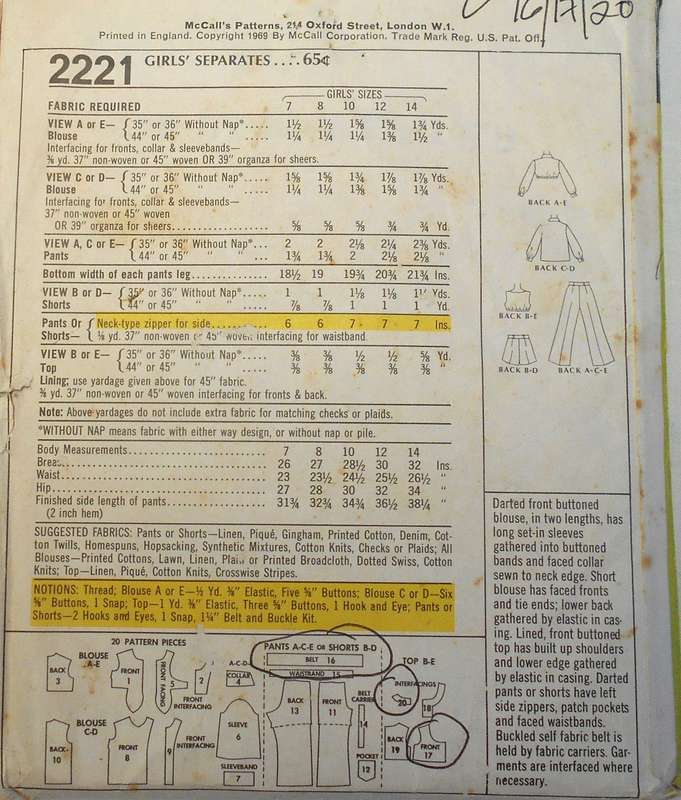 16/17/20
McCall's Patterns, 214 Oxford Street, London W.1.
Printed in England. Copyright 1969 By McCall Corporation. Trade Mark Reg. U.S. Pat. Off.
2221 GIRLS' SEPARATES....65¢
GIRLS' SIZES
FABRIC REQUIRED 7 8 10 12 14
VIEW A or E— {35" or 36" Without Nap*..... 1½ 1½ 1⅝ 1⅝ 1¾ Yds.
Blouse {44" or 45" " "..... 1¼ 1¼ 1¼ 1⅜ 1½ "
Interfacing for fronts, collar & sleevebands—
⅜ yd. 37" non-woven or 45" woven OR 39" organza for sheers.
VIEW C or D— {35" or 36" Without Nap*..... 1⅝ 1⅝ 1¾ 1⅞ 1⅞ Yds.
Blouse {44" or 45" " "..... 1¼ 1¼ 1⅜ 1⅝ 1¾ "
Interfacing for fronts, collar & sleevebands—
37" non-woven or 45" woven
OR 39" organza for sheers................... ⅝ ⅝ ⅝ ¾ ¾ Yd.
VIEW A, C or E— {35" or 36" Without Nap*... 2 2 2⅛ 2¼ 2⅜ Yds.
Pants {44" or 45" " " ... 1¾ 1¾ 2 2⅛ 2⅛ "
Bottom width of each pants leg............... 18½ 19 19¾ 20¾ 21¾ Ins.
VIEW B or D— {35" or 36" Without Nap*..... 1 1 1⅛ 1⅛ Yds.
Shorts {44" or 45" " "..... ⅞ ⅞ 1 1 1 Yd.
Pants Or {Neck-type zipper for side............ 6 6 7 7 7 Ins.
Shorts— {⅛ yd. 37" non-woven or 45" woven interfacing for waistband.
VIEW B or E— {35" or 36" Without Nap*..... ⅜ ⅜ ½ ½ ⅝ Yd.
Top {44" or 45" " "..... ⅜ ⅜ ⅜ ⅜ ⅜ "
Lining; use yardage given above for 45" fabric.
⅜ yd. 37" non-woven or 45" woven interfacing for fronts & back.
Note: Above yardages do not include extra fabric for matching checks or plaids.
*WITHOUT NAP means fabric with either way design, or without nap or pile.
Body Measurements............................ 7 8 10 12 14
Breast....................................... 26 27 28½ 30 32 Ins.
Waist........................................ 23 23½ 24½ 25½ 26½ "
Hip.......................................... 27 28 30 32 34 "
Finished side length of pants................ 31¾ 32¾ 34¾ 36½ 38¼ "
(2 inch hem)
SUGGESTED FABRICS: Pants or Shorts—Linen, Piqué, Gingham, Printed Cotton, Denim, Cot-
ton Twills, Homespuns, Hopsacking, Synthetic Mixtures, Cotton Knits, Checks or Plaids; All
Blouses—Printed Cottons, Lawn, Linen, Plain or Printed Broadcloth, Dotted Swiss, Cotton
Knits; Top—Linen, Piqué, Cotton Knits, Crosswise Stripes.
NOTIONS: Thread; Blouse A or E—½ Yd. ⅜" Elastic, Five ⅝" Buttons; Blouse C or D—Six
⅝" Buttons, 1 Snap; Top—1 Yd. ⅜" Elastic, Three ⅝" Buttons, 1 Hook and Eye; Pants or
Shorts—2 Hooks and Eyes, 1 Snap, 1¼" Belt and Buckle Kit.
BACK A-E
BACK C-D
BACK B-E
BACK B-D
BACK A-C-E
Darted front buttoned
blouse, in two lengths, has
long set-in sleeves
gathered into buttoned
bands and faced collar
sewn to neck edge. Short
blouse has faced fronts
and tie ends; lower back
gathered by elastic in cas-
ing. Lined, front buttoned
top has built up shoulders
and lower edge gathered
by elastic in casing. Darted
pants or shorts have left
side zippers, patch pockets
and faced waistbands.
Buckled self fabric belt is
held by fabric carriers. Gar-
ments are interfaced where
necessary.
20 PATTERN PIECES
BLOUSE
A-E
BACK
3
FRONT
1
FRONT FACING
5
2
FRONT
INTERFACING
A-C-D-E
COLLAR
4
BLOUSE
C-D
BACK
10
FRONT
8
9
FRONT
INTERFACING
SLEEVE
6
SLEEVEBAND
7
PANTS A-C-E OR SHORTS B-D
BELT 16
WAISTBAND 15
BACK
13
FRONT
11
BELT
CARRIER
14
POCKET
12
TOP B-E
INTERFACINGS
20
18
BACK
19
FRONT
17